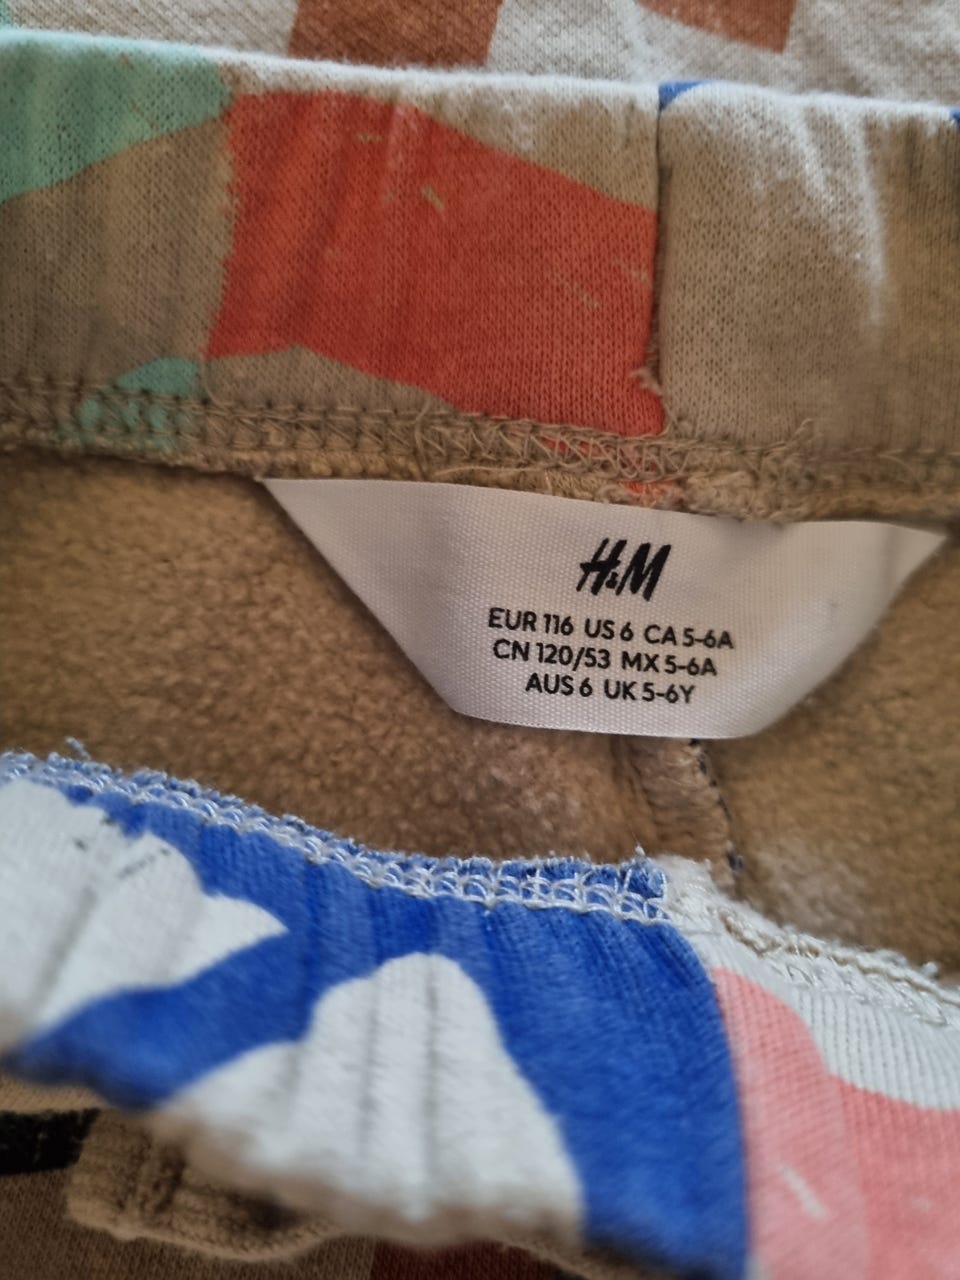 H&M
EUR 116 US 6 CA 5-6A
CN 120/53 MX 5-6A
AUS 6 UK 5-6Y